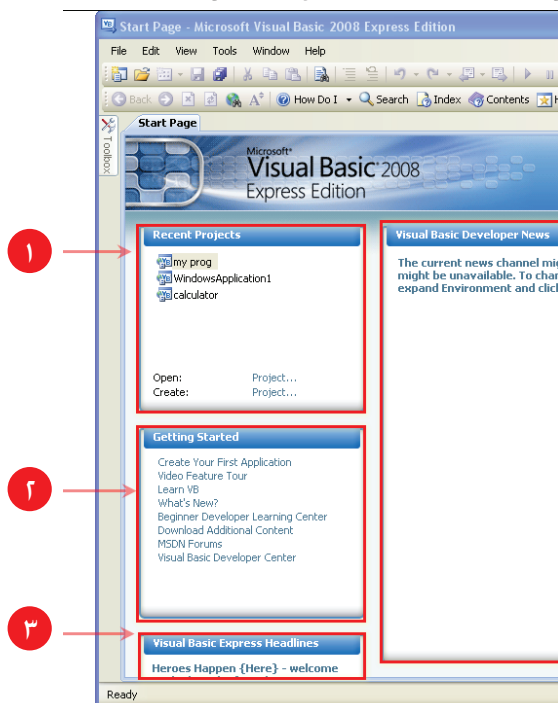 Start Page - Microsoft Visual Basic 2008 Express Edition
File Edit View Tools Window Help
Back How Do I Search Index Contents
Start Page
Toolbox
Microsoft
Visual Basic 2008
Express Edition
١
Recent Projects
my prog
WindowsApplication1
calculator
Open: Project...
Create: Project...
٢
Getting Started
Create Your First Application
Video Feature Tour
Learn VB
What's New?
Beginner Developer Learning Center
Download Additional Content
MSDN Forums
Visual Basic Developer Center
٣
Visual Basic Express Headlines
Heroes Happen {Here} - welcome
Visual Basic Developer News
The current news channel mig
might be unavailable. To chan
expand Environment and clic
Ready